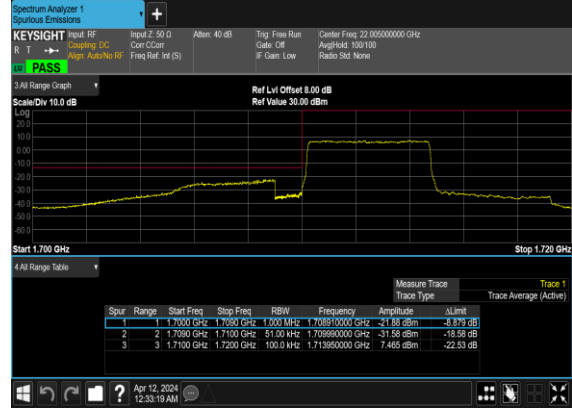 Spectrum Analyzer 1
Spurious Emissions
KEYSIGHT Input: RF Input Z: 50 Ω Atten: 40 dB Trig: Free Run Center Freq: 22.005000000 GHz
R T Coupling: DC Corr CCorr Gate: Off Avg|Hold: 100/100
Align: Auto/No RF Freq Ref: Int (S) IF Gain: Low Radio Std: None
PASS
3 All Range Graph
Ref Lvl Offset 8.00 dB
Scale/Div 10.0 dB Ref Value 30.00 dBm
Log
20.0
10.0
0.00
-10.0
-20.0
-30.0
-40.0
-50.0
-60.0
Start 1.700 GHz Stop 1.720 GHz
4 All Range Table
Measure Trace Trace 1
Trace Type Trace Average (Active)
Spur Range Start Freq Stop Freq RBW Frequency Amplitude ΔLimit
1 1 1.7000 GHz 1.7090 GHz 1.000 MHz 1.708910000 GHz -21.88 dBm -8.879 dB
2 2 1.7090 GHz 1.7100 GHz 51.00 kHz 1.709990000 GHz -31.58 dBm -18.58 dB
3 3 1.7100 GHz 1.7200 GHz 100.0 kHz 1.713950000 GHz 7.465 dBm -22.53 dB
? Apr 12, 2024
12:33:19 AM